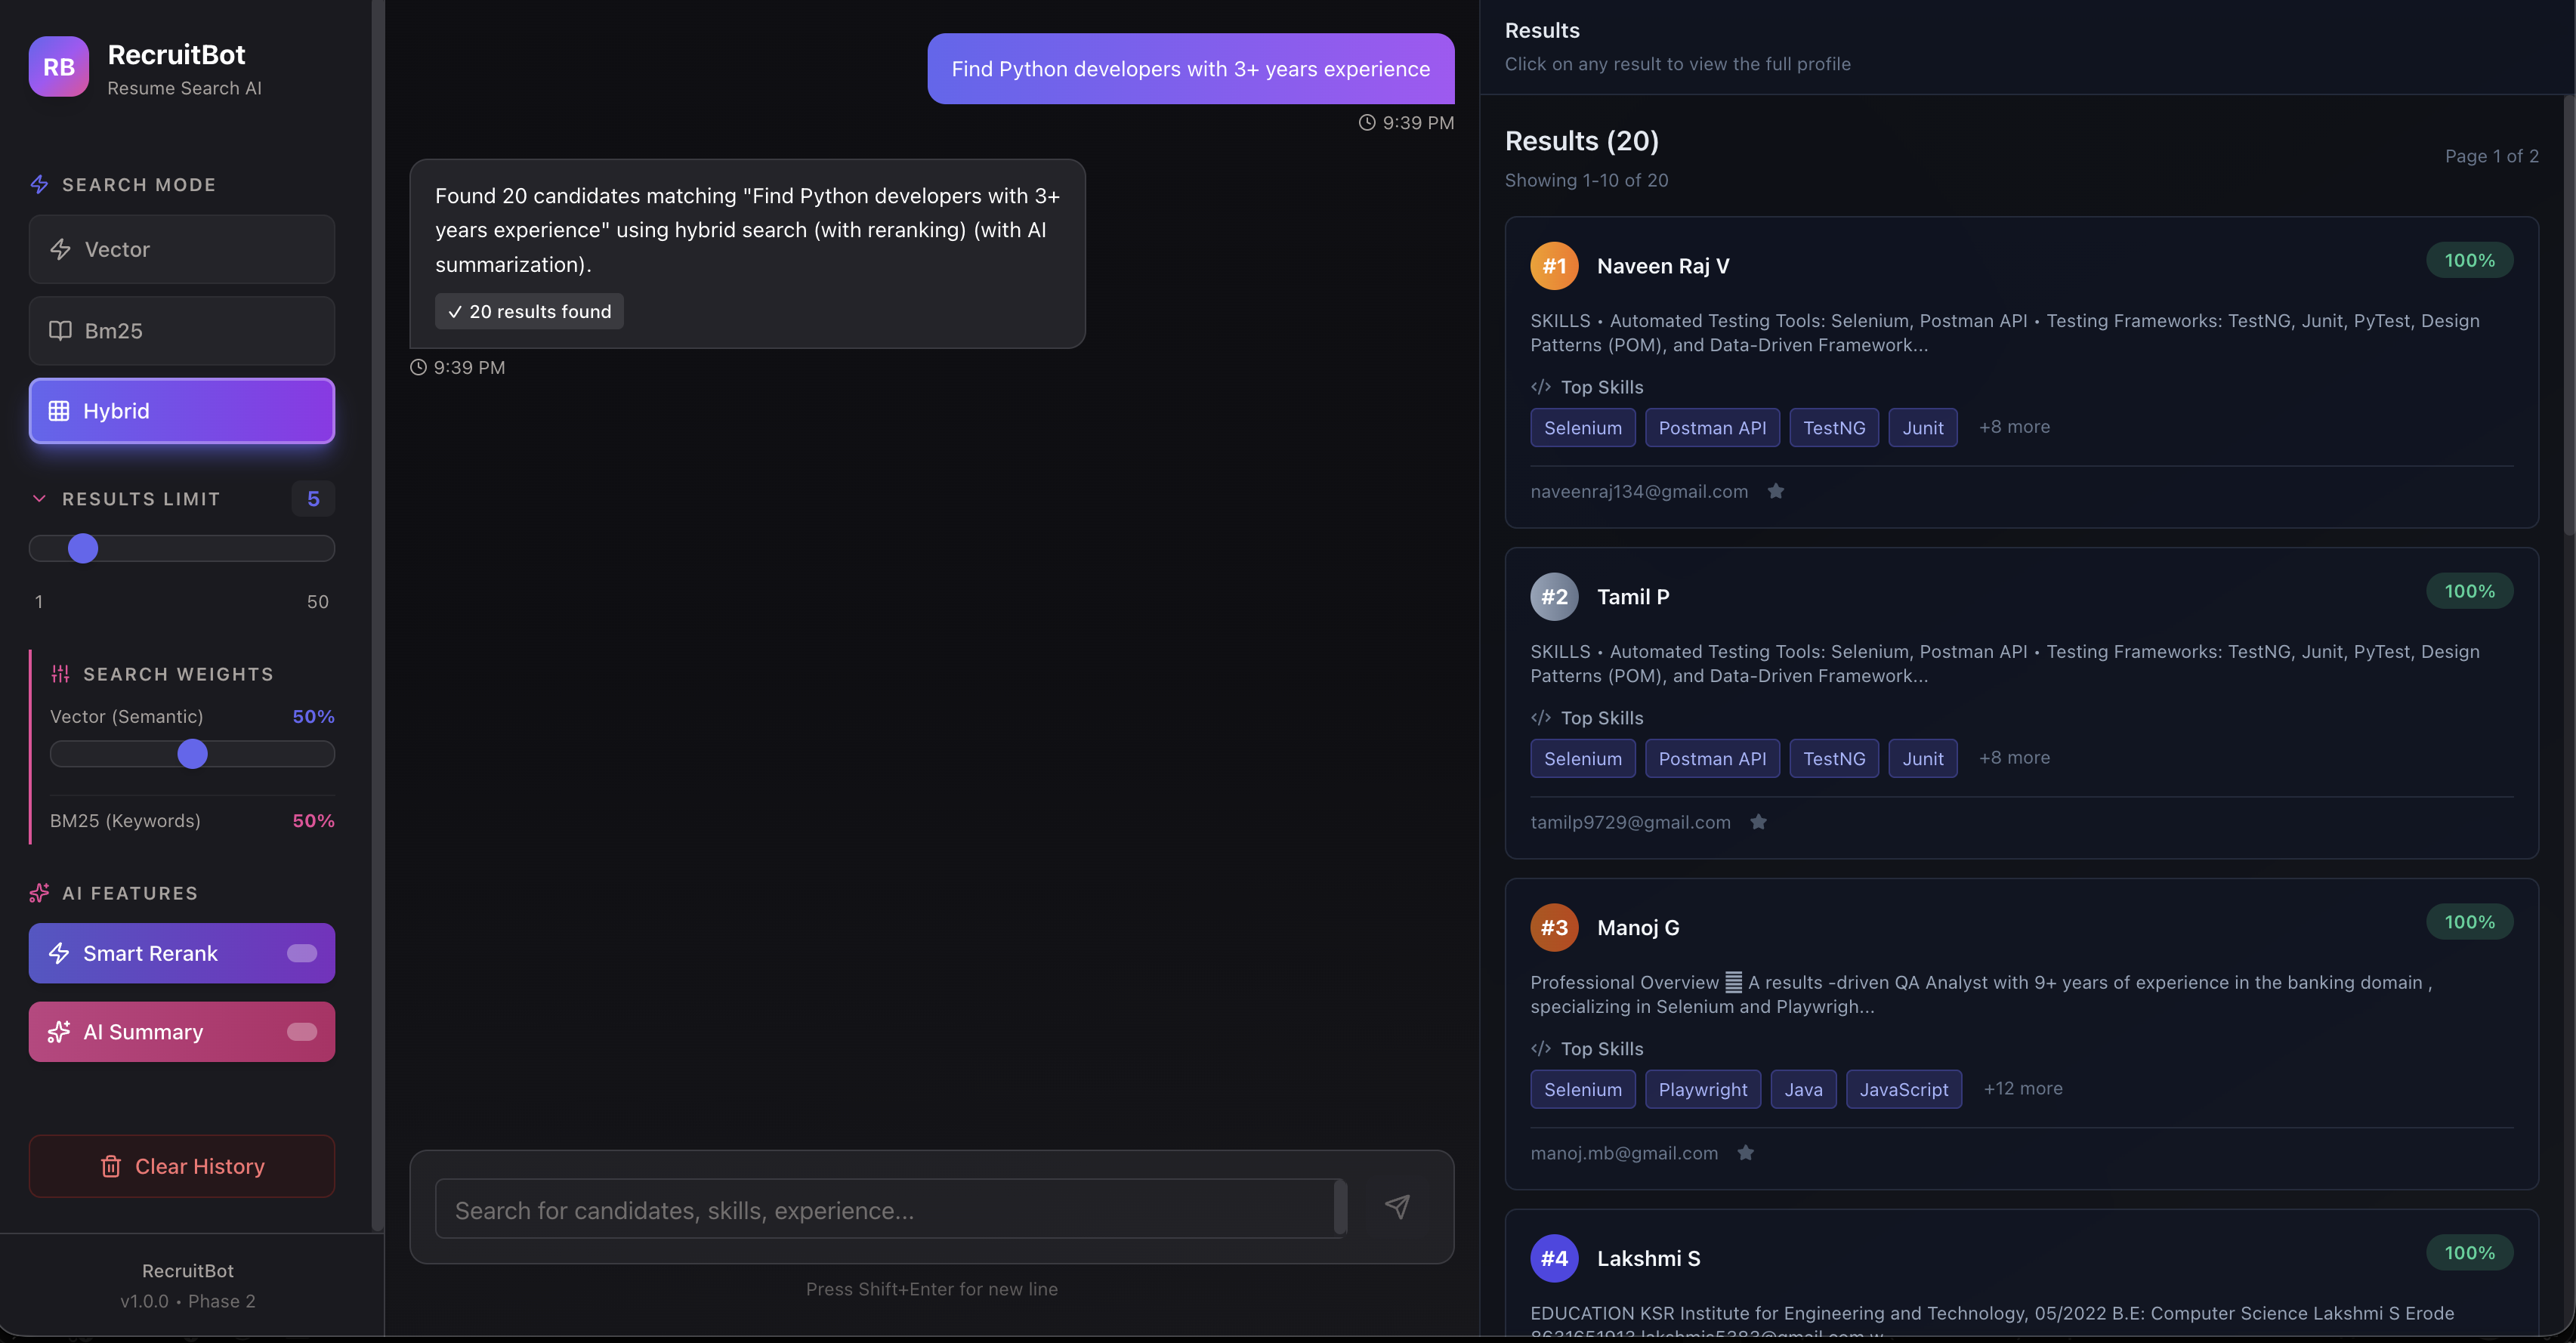 RB
RecruitBot
Resume Search AI
SEARCH MODE
Vector
Bm25
Hybrid
RESULTS LIMIT 5
1 50
SEARCH WEIGHTS
Vector (Semantic) 50%
BM25 (Keywords) 50%
AI FEATURES
Smart Rerank
AI Summary
Clear History
RecruitBot
v1.0.0 • Phase 2
Find Python developers with 3+ years experience
9:39 PM
Found 20 candidates matching "Find Python developers with 3+
years experience" using hybrid search (with reranking) (with AI
summarization).
✓ 20 results found
9:39 PM
Search for candidates, skills, experience...
Press Shift+Enter for new line
Results
Click on any result to view the full profile
Results (20)
Page 1 of 2
Showing 1-10 of 20
#1 Naveen Raj V 100%
SKILLS • Automated Testing Tools: Selenium, Postman API • Testing Frameworks: TestNG, Junit, PyTest, Design
Patterns (POM), and Data-Driven Framework...
</> Top Skills
Selenium Postman API TestNG Junit +8 more
naveenraj134@gmail.com
#2 Tamil P 100%
SKILLS • Automated Testing Tools: Selenium, Postman API • Testing Frameworks: TestNG, Junit, PyTest, Design
Patterns (POM), and Data-Driven Framework...
</> Top Skills
Selenium Postman API TestNG Junit +8 more
tamilp9729@gmail.com
#3 Manoj G 100%
Professional Overview A results -driven QA Analyst with 9+ years of experience in the banking domain ,
specializing in Selenium and Playwrigh...
</> Top Skills
Selenium Playwright Java JavaScript +12 more
manoj.mb@gmail.com
#4 Lakshmi S 100%
EDUCATION KSR Institute for Engineering and Technology, 05/2022 B.E: Computer Science Lakshmi S Erode